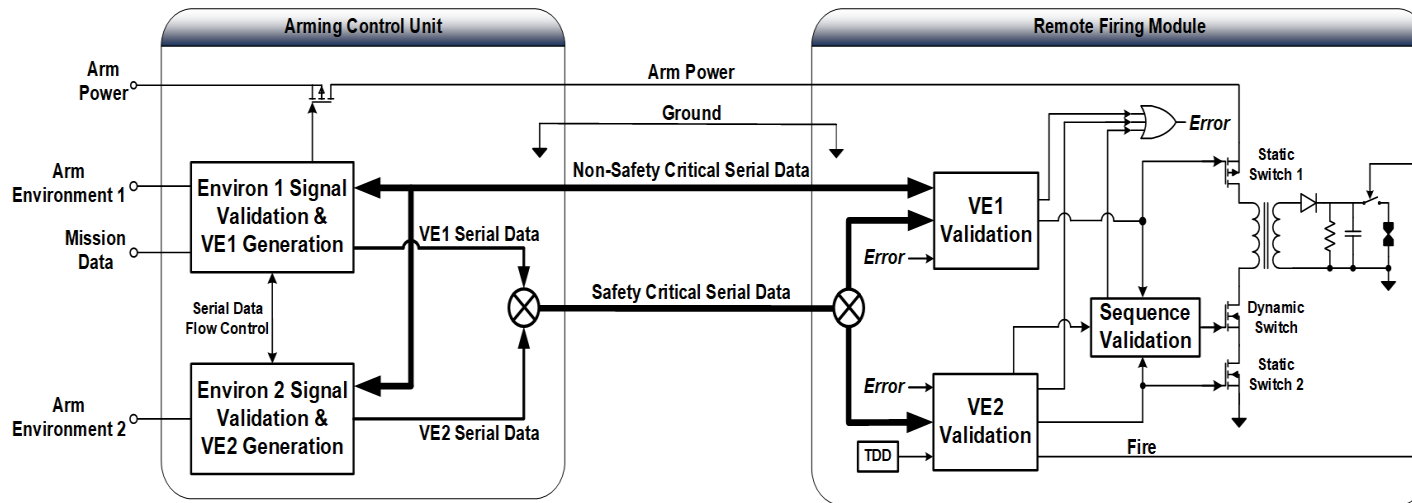 Arming Control Unit
Remote Firing Module
Arm
Power
Arm Power
Ground
Error
Arm
Environment 1
Environ 1 Signal
Validation &
VE1 Generation
Non-Safety Critical Serial Data
VE1
Validation
Static
Switch 1
Mission
Data
VE1 Serial Data
Error
Serial Data
Flow Control
Safety Critical Serial Data
Sequence
Validation
Dynamic
Switch
Environ 2 Signal
Validation &
VE2 Generation
Error
VE2
Validation
Static
Switch 2
Arm
Environment 2
VE2 Serial Data
TDD
Fire